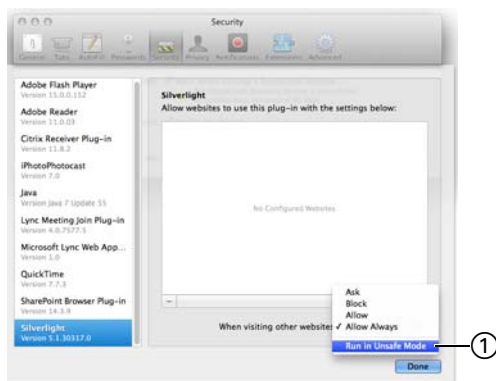 Security
General Tabs AutoFill Passwords Security Privacy Notifications Extensions Advanced
Adobe Flash Player
Version 15.0.0.152
Adobe Reader
Version 11.0.03
Citrix Receiver Plug-in
Version 11.8.2
iPhotoPhotocast
Version 7.0
Java
Version Java 7 Update 55
Lync Meeting Join Plug-in
Version 4.0.7577.3
Microsoft Lync Web App...
Version 1.0
QuickTime
Version 7.7.3
SharePoint Browser Plug-in
Version 14.3.9
Silverlight
Version 5.1.30317.0
Silverlight
Allow websites to use this plug-in with the settings below:
No Configured Websites
When visiting other websites
Ask
Block
Allow
✓ Allow Always
Run in Unsafe Mode
1
Done